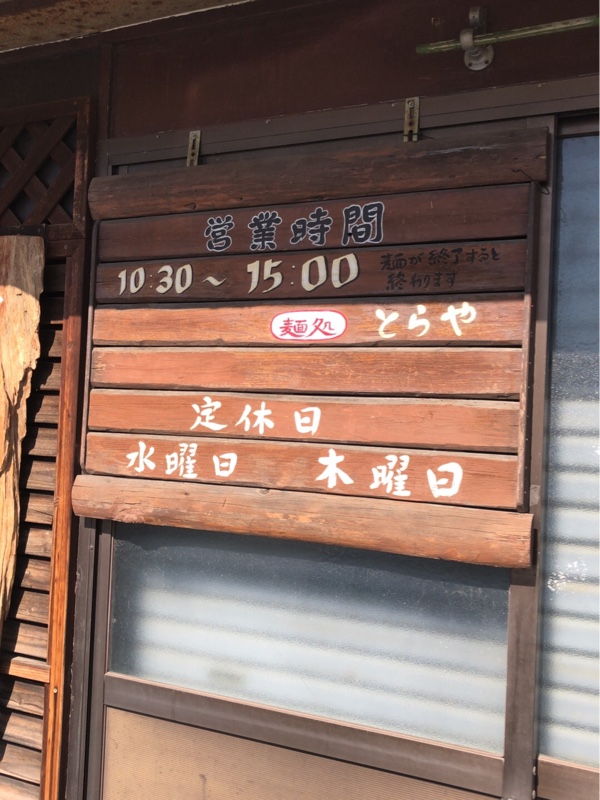 営業時間
10:30～15:00 麺が終了すると
終わります
麺処 とらや
定休日
水曜日 木曜日